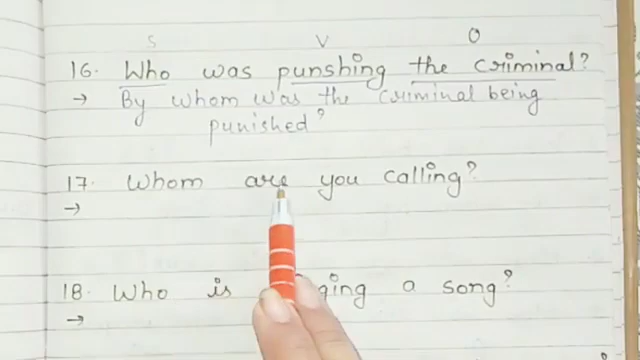 S V O
16. Who was punshing the criminal?
→ By whom was the criminal being
punished?
17. Whom are you calling?
→
18. Who is ging a song?
→